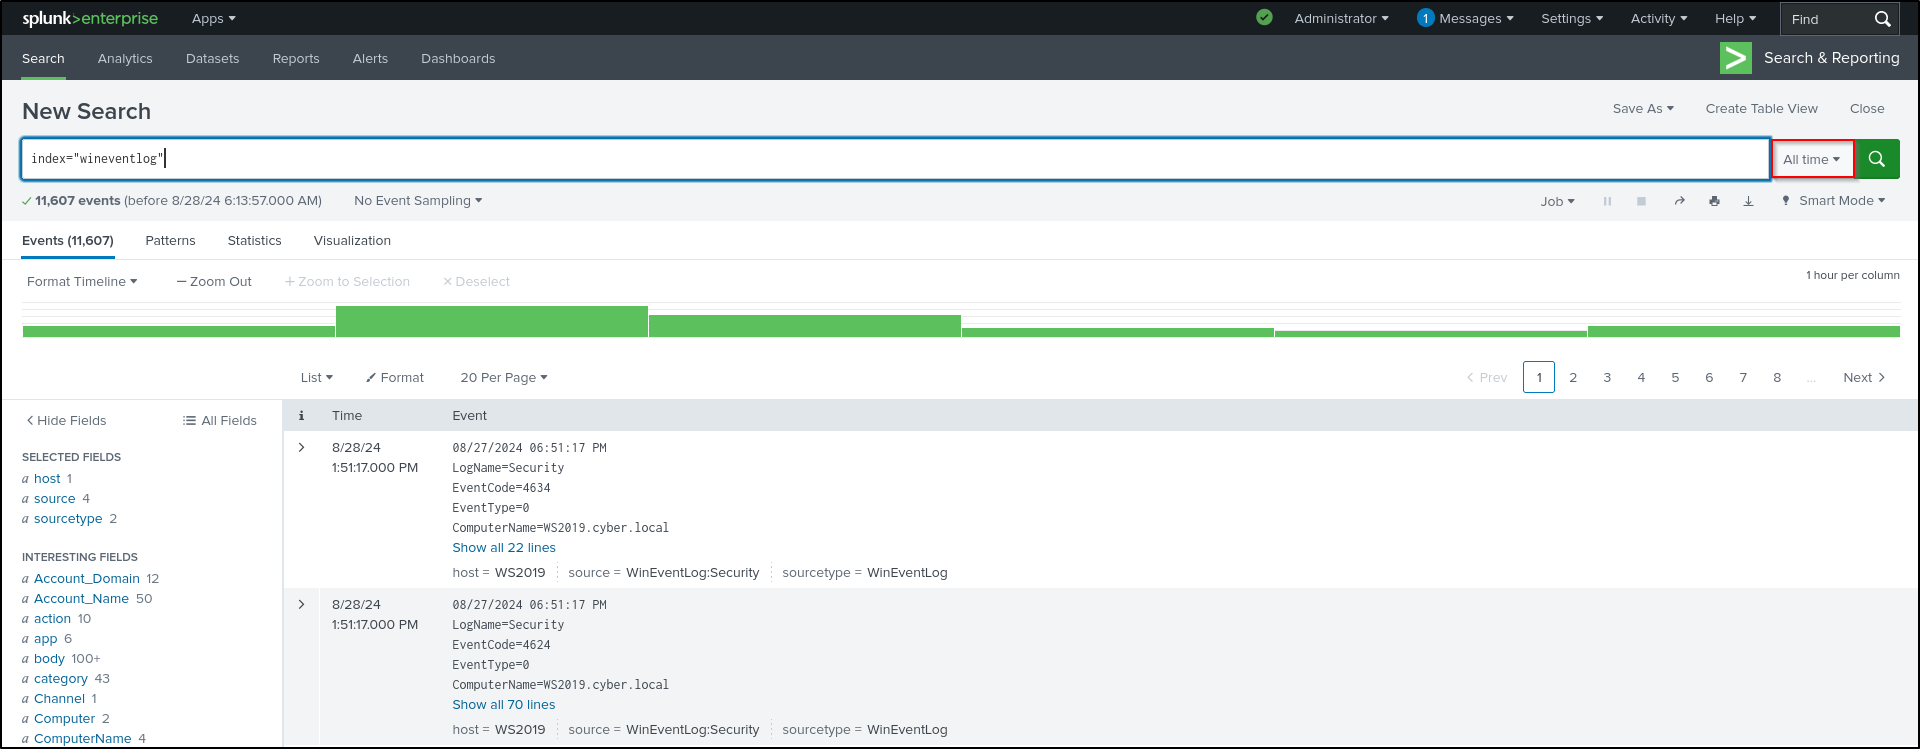 splunk>enterprise Apps Administrator 1 Messages Settings Activity Help Find
Search Analytics Datasets Reports Alerts Dashboards > Search & Reporting
New Search Save As Create Table View Close
index="wineventlog" All time
✓ 11,607 events (before 8/28/24 6:13:57.000 AM) No Event Sampling Job Smart Mode
Events (11,607) Patterns Statistics Visualization
Format Timeline — Zoom Out + Zoom to Selection × Deselect 1 hour per column
List Format 20 Per Page < Prev 1 2 3 4 5 6 7 8 ... Next >
< Hide Fields All Fields
SELECTED FIELDS
a host 1
a source 4
a sourcetype 2
INTERESTING FIELDS
a Account_Domain 12
a Account_Name 50
a action 10
a app 6
a body 100+
a category 43
a Channel 1
a Computer 2
a ComputerName 4
i Time Event
> 8/28/24 08/27/2024 06:51:17 PM
1:51:17.000 PM LogName=Security
EventCode=4634
EventType=0
ComputerName=WS2019.cyber.local
Show all 22 lines
host = WS2019 source = WinEventLog:Security sourcetype = WinEventLog
> 8/28/24 08/27/2024 06:51:17 PM
1:51:17.000 PM LogName=Security
EventCode=4624
EventType=0
ComputerName=WS2019.cyber.local
Show all 70 lines
host = WS2019 source = WinEventLog:Security sourcetype = WinEventLog